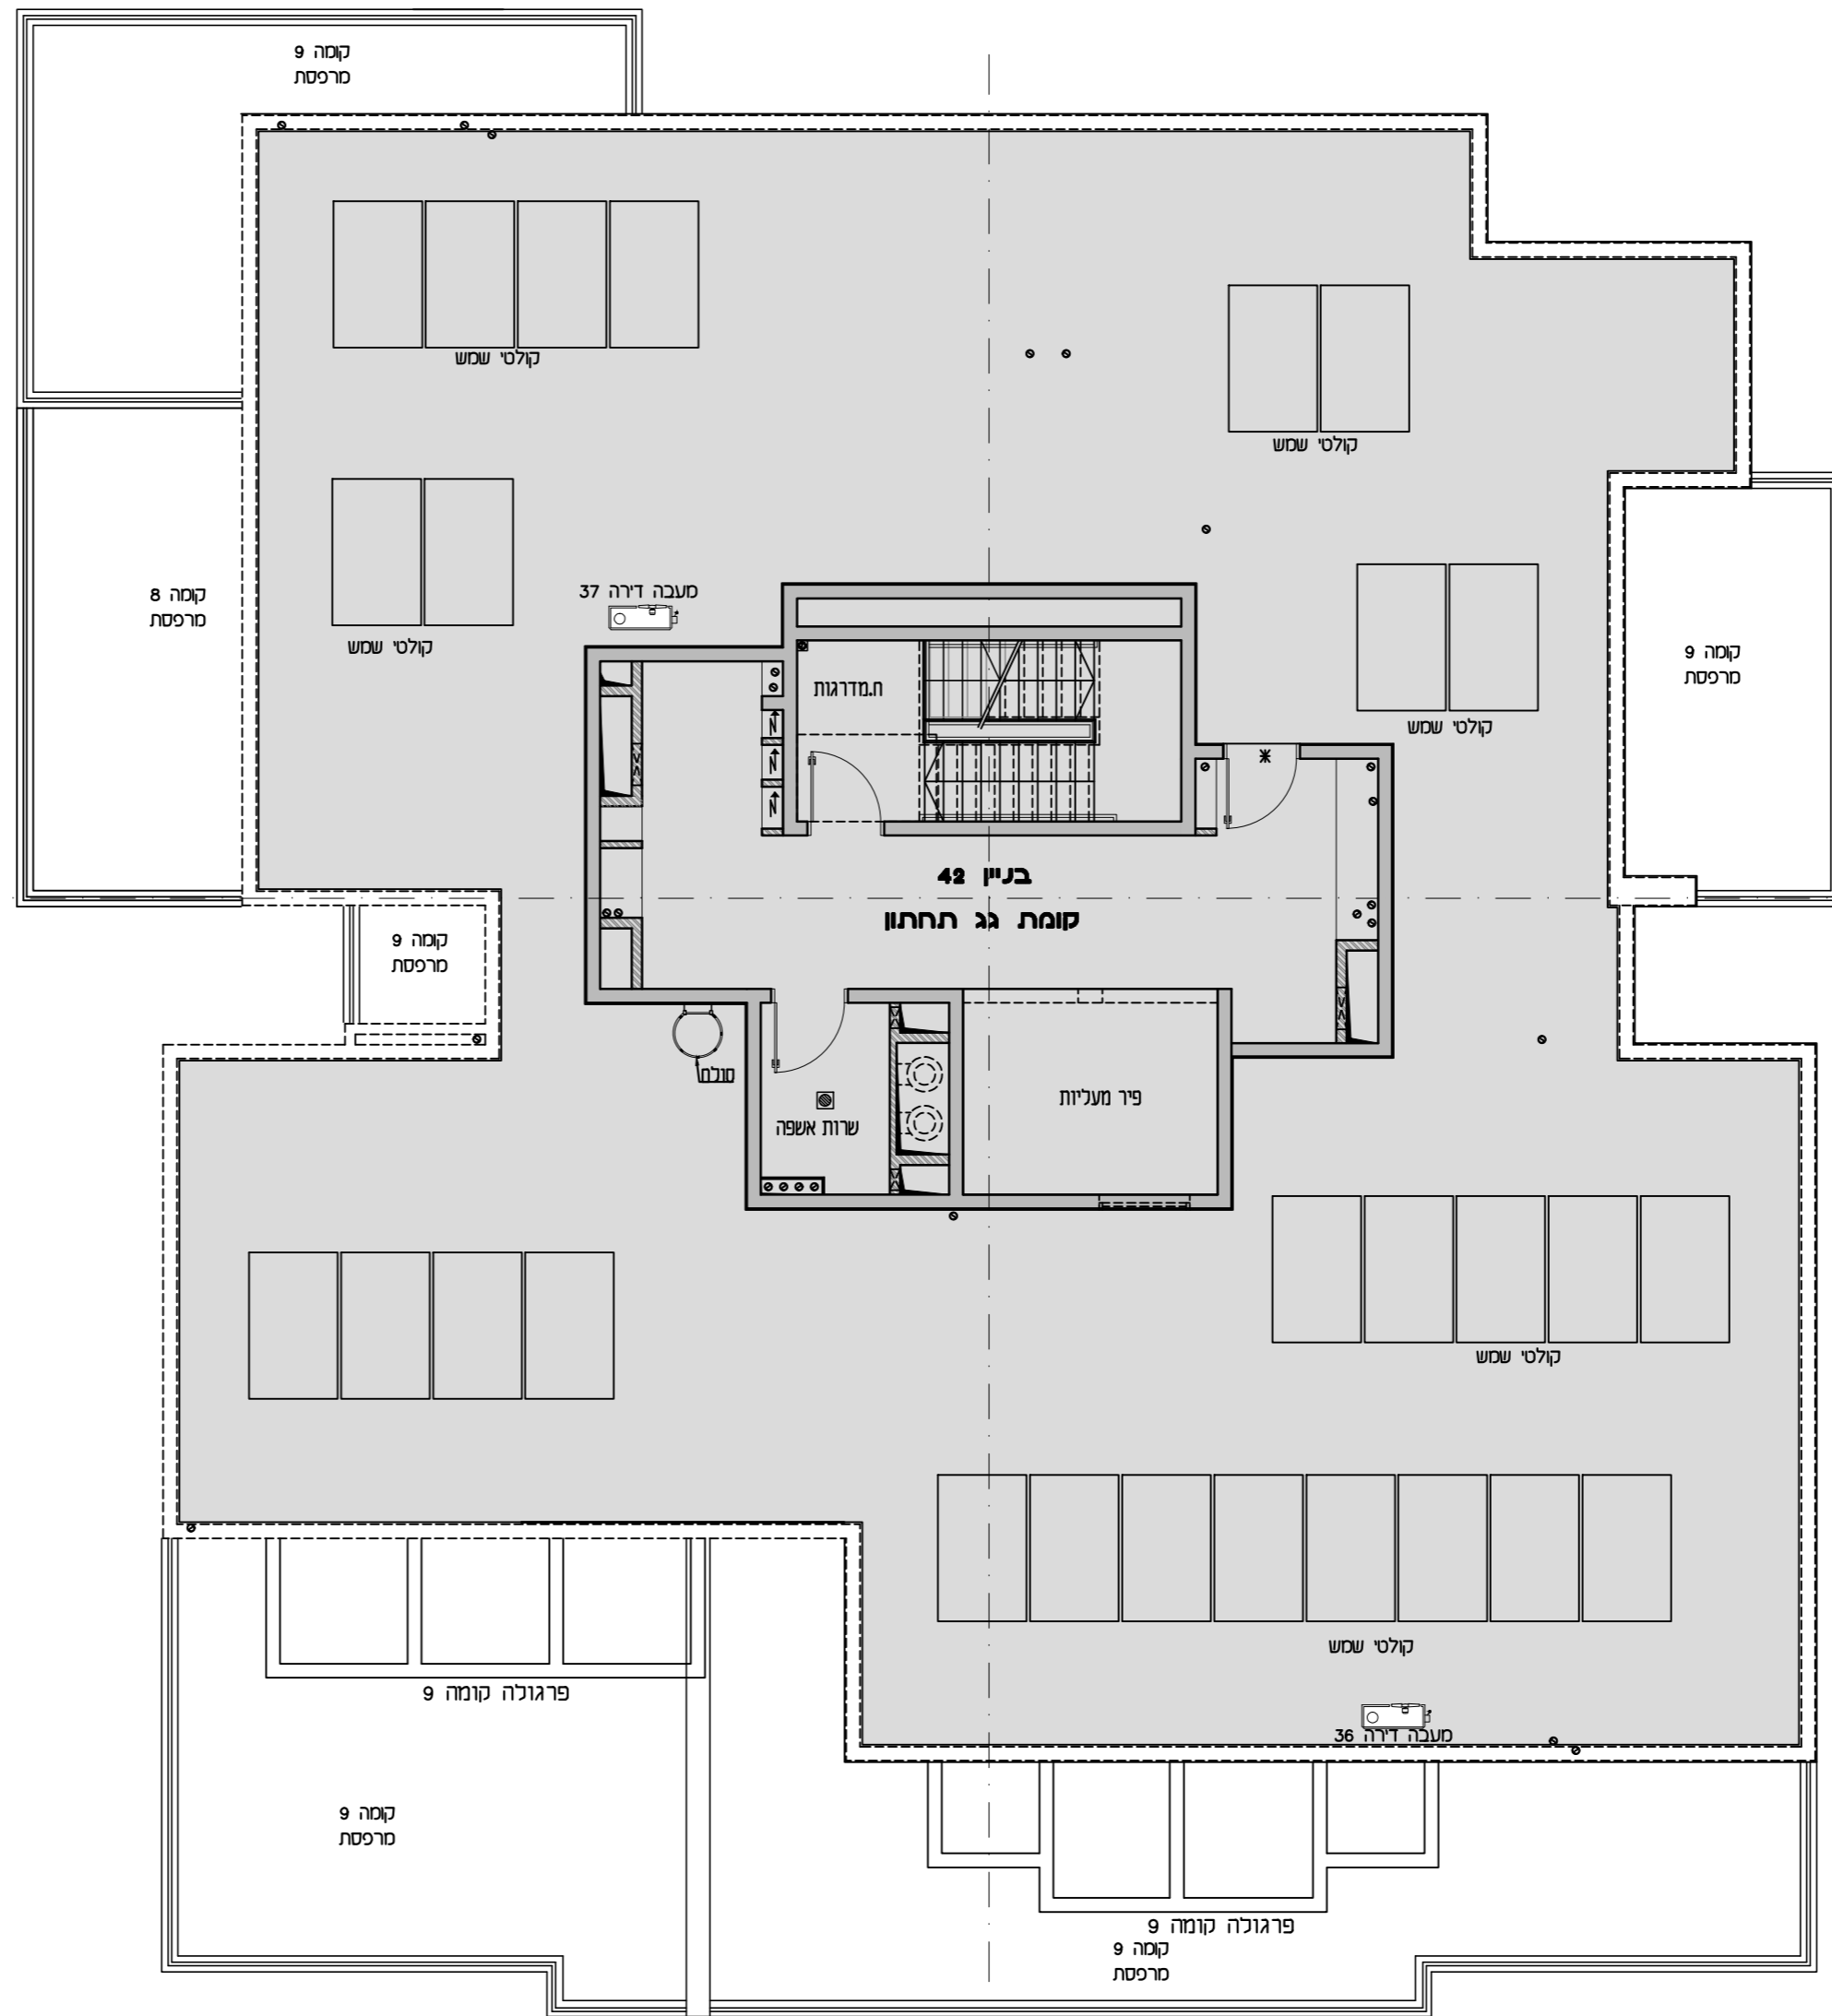 קומה 9
מרפסת
קולטי שמש
קולטי שמש
קומה 8
מרפסת
מעבה דירה 37
קולטי שמש
קומה 9
מרפסת
ח.מדרגות
קולטי שמש
בניין 42
קומת גג תחתון
קומה 9
מרפסת
סולם
פיר מעליות
שרות אשפה
קולטי שמש
קולטי שמש
פרגולה קומה 9
מעבה דירה 36
קומה 9
מרפסת
פרגולה קומה 9
קומה 9
מרפסת